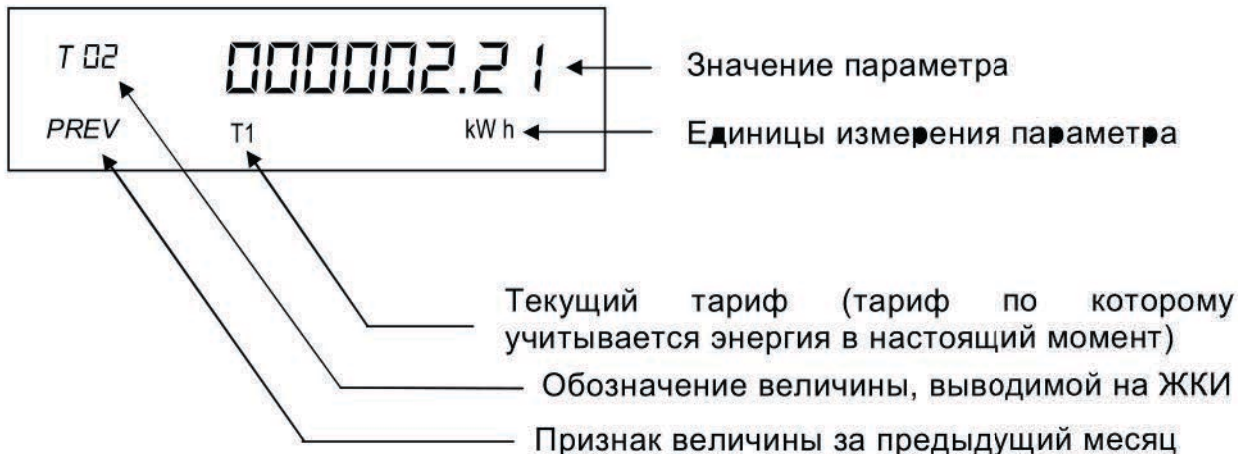 T 02 000002.21 Значение параметра
PREV T1 kW h Единицы измерения параметра
Текущий тариф (тариф по которому
учитывается энергия в настоящий момент)
Обозначение величины, выводимой на ЖКИ
Признак величины за предыдущий месяц